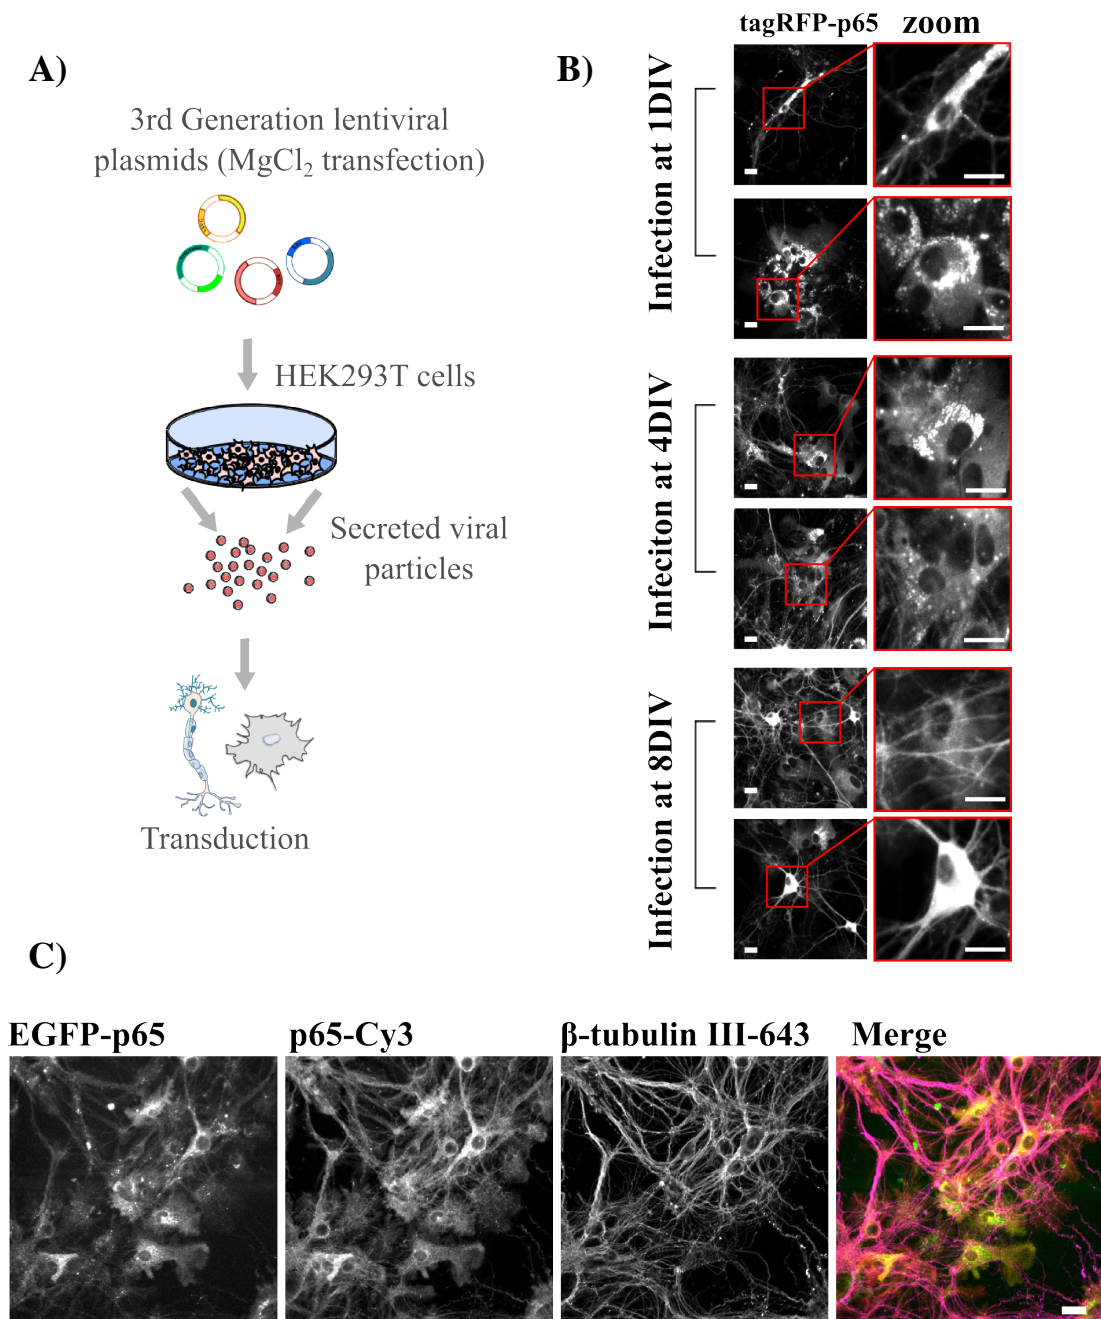 A)
3rd Generation lentiviral
plasmids (MgCl₂ transfection)
HEK293T cells
Secreted viral
particles
Transduction
B)
tagRFP-p65
zoom
Infection at 1DIV
Infeciton at 4DIV
Infection at 8DIV
C)
EGFP-p65
p65-Cy3
β-tubulin III-643
Merge